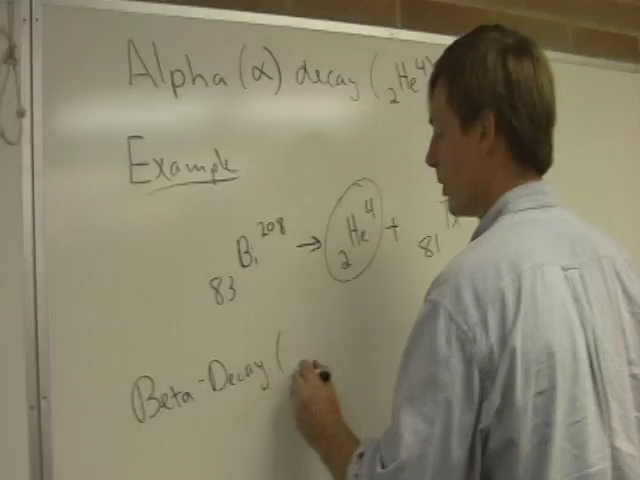 Alpha (α) decay (₂He⁴
Example
₈₃Bi²⁰⁸ → ₂He⁴ + ₈₁
Beta-Decay (